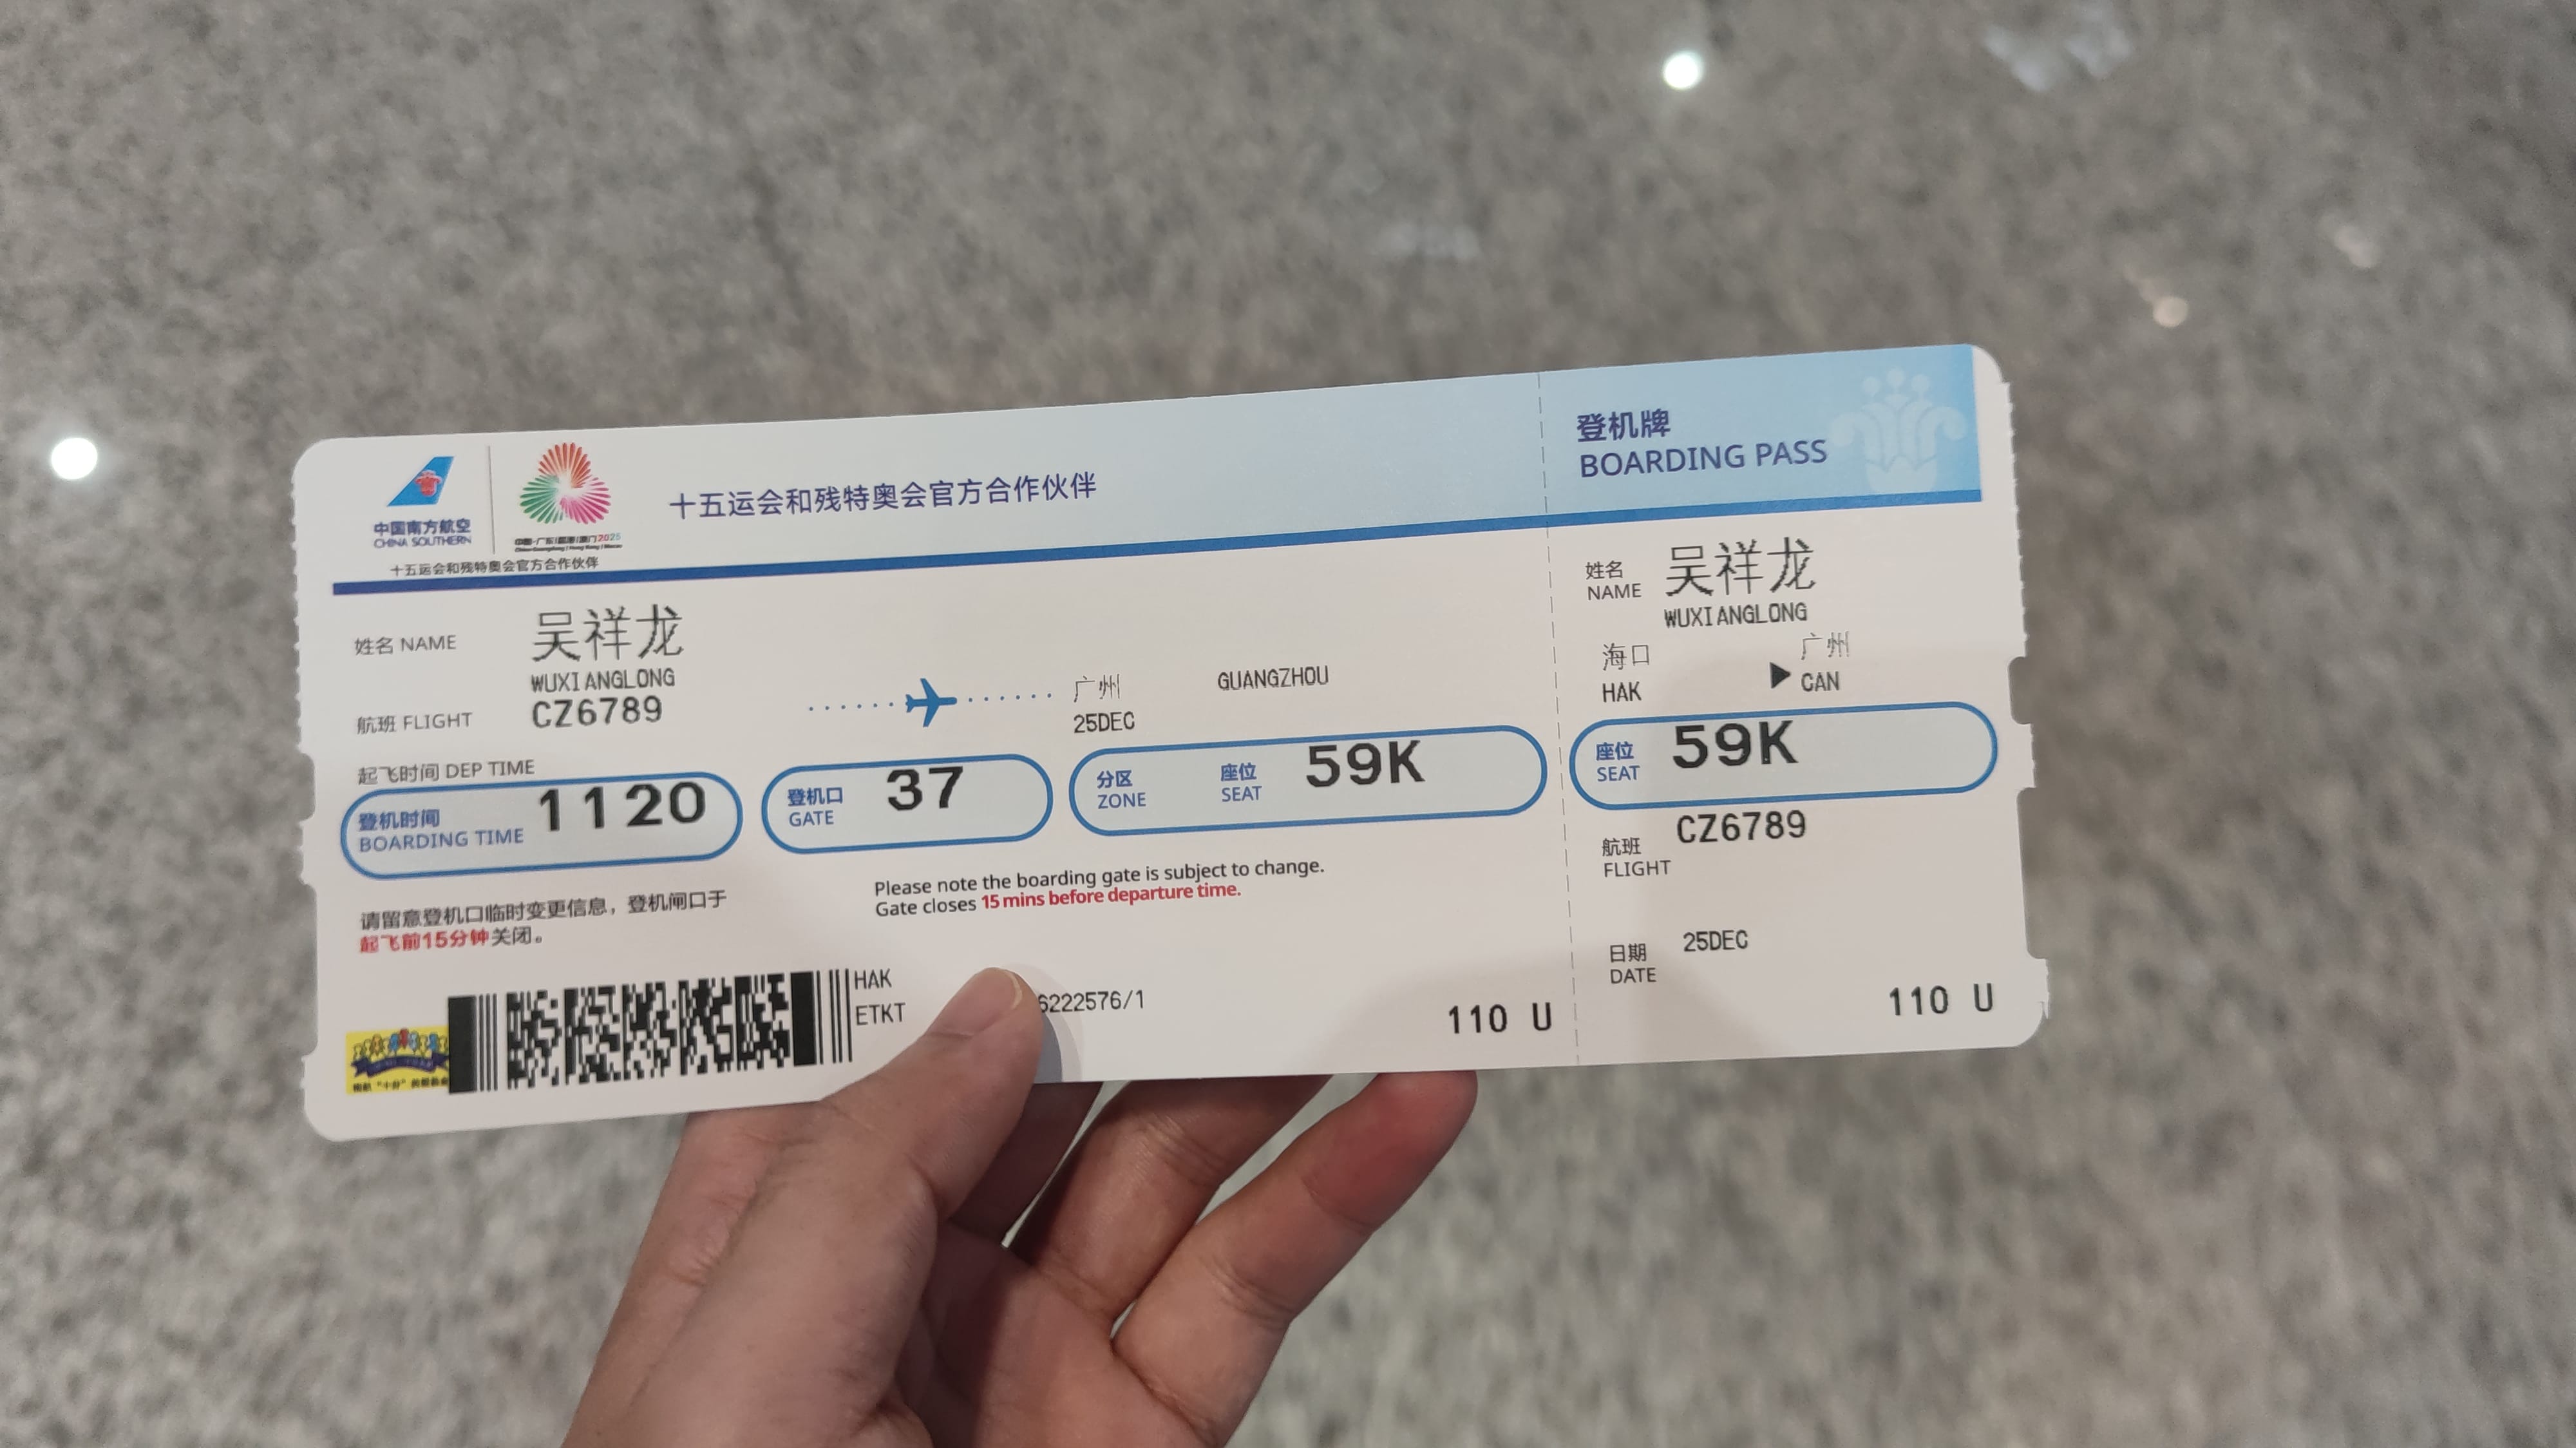 中国南方航空
CHINA SOUTHERN
十五运会和残特奥会官方合作伙伴
十五运会和残特奥会官方合作伙伴
姓名 NAME 吴祥龙
WUXIANGLONG
航班 FLIGHT CZ6789
广州 GUANGZHOU
25DEC
起飞时间 DEP TIME
登机时间
BOARDING TIME 1120
登机口
GATE 37
分区
ZONE
座位
SEAT 59K
请留意登机口临时变更信息，登机闸口于
起飞前15分钟关闭。
Please note the boarding gate is subject to change.
Gate closes 15 mins before departure time.
HAK
ETKT 6222576/1
110 U
登机牌
BOARDING PASS
姓名
NAME 吴祥龙
WUXIANGLONG
海口 广州
HAK CAN
座位
SEAT 59K
航班
FLIGHT CZ6789
日期
DATE 25DEC
110 U